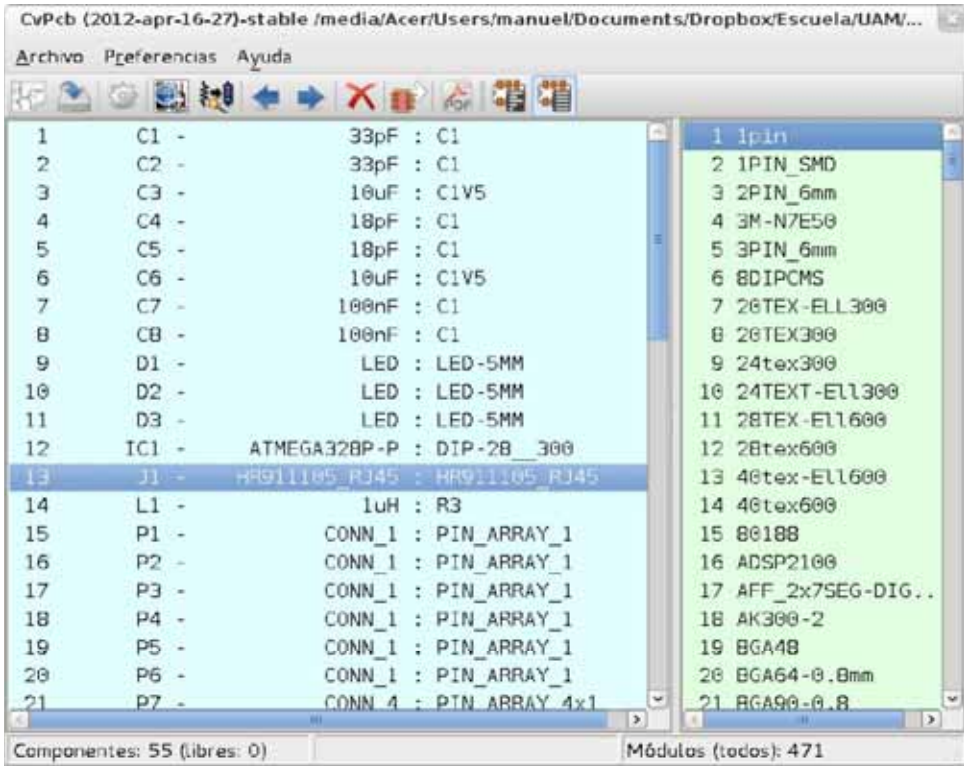 CvPcb (2012-apr-16-27)-stable /media/Acer/Users/manuel/Documents/Dropbox/Escuela/UAM/...
Archivo Preferencias Ayuda
PDF
1 C1 - 33pF : C1
2 C2 - 33pF : C1
3 C3 - 10uF : C1V5
4 C4 - 18pF : C1
5 C5 - 18pF : C1
6 C6 - 10uF : C1V5
7 C7 - 100nF : C1
8 C8 - 100nF : C1
9 D1 - LED : LED-5MM
10 D2 - LED : LED-5MM
11 D3 - LED : LED-5MM
12 IC1 - ATMEGA328P-P : DIP-28__300
13 J1 - HR911105_RJ45 : HR911105_RJ45
14 L1 - 1uH : R3
15 P1 - CONN_1 : PIN_ARRAY_1
16 P2 - CONN_1 : PIN_ARRAY_1
17 P3 - CONN_1 : PIN_ARRAY_1
18 P4 - CONN_1 : PIN_ARRAY_1
19 P5 - CONN_1 : PIN_ARRAY_1
20 P6 - CONN_1 : PIN_ARRAY_1
21 P7 - CONN_4 : PIN_ARRAY_4x1
1 1pin
2 1PIN_SMD
3 2PIN_6mm
4 3M-N7E50
5 3PIN_6mm
6 8DIPCMS
7 20TEX-ELL300
8 20TEX300
9 24tex300
10 24TEXT-Ell300
11 28TEX-Ell600
12 28tex600
13 40tex-Ell600
14 40tex600
15 80188
16 ADSP2100
17 AFF_2x7SEG-DIG..
18 AK300-2
19 BGA48
20 BGA64-0.8mm
21 BGA90-0.8
Componentes: 55 (libres: 0)
Módulos (todos): 471